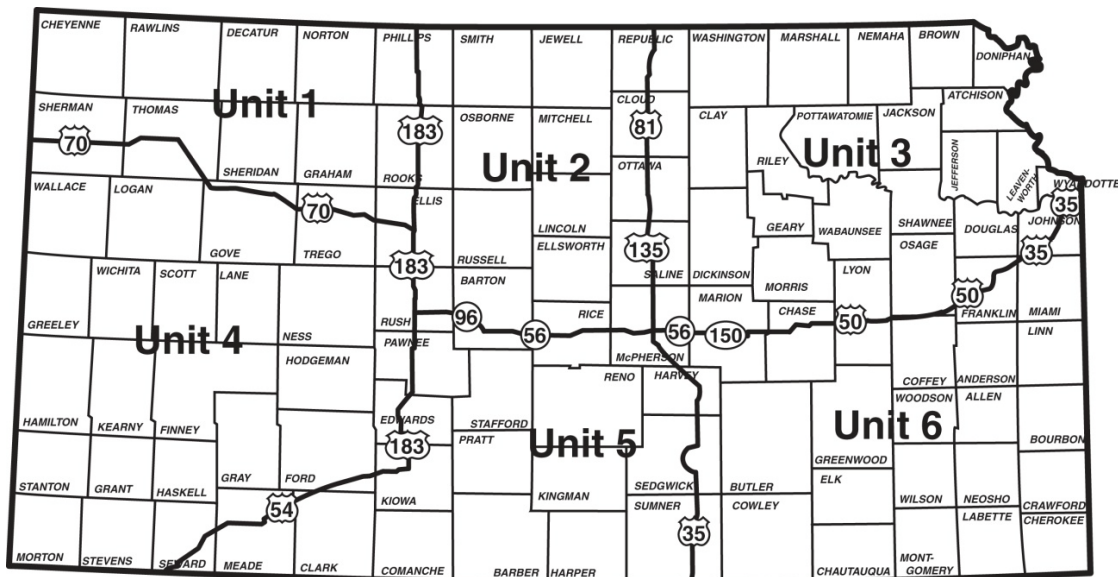 CHEYENNE
RAWLINS
DECATUR
NORTON
PHILLIPS
SMITH
JEWELL
REPUBLIC
WASHINGTON
MARSHALL
NEMAHA
BROWN
DONIPHAN
SHERMAN
THOMAS
Unit 1
SHERIDAN
GRAHAM
183
ROOKS
OSBORNE
MITCHELL
Unit 2
CLOUD
81
OTTAWA
CLAY
RILEY
POTTAWATOMIE
Unit 3
JACKSON
ATCHISON
JEFFERSON
LEAVEN-
WORTH
WYANDOTTE
70
70
WALLACE
LOGAN
GOVE
TREGO
ELLIS
183
RUSSELL
LINCOLN
ELLSWORTH
135
SALINE
DICKINSON
GEARY
WABAUNSEE
SHAWNEE
OSAGE
DOUGLAS
JOHNSON
35
35
GREELEY
WICHITA
SCOTT
LANE
NESS
RUSH
BARTON
96
56
RICE
McPHERSON
56
MARION
150
MORRIS
CHASE
LYON
50
50
FRANKLIN
MIAMI
LINN
Unit 4
HODGEMAN
PAWNEE
HAMILTON
KEARNY
FINNEY
EDWARDS
183
STAFFORD
PRATT
RENO
HARVEY
Unit 5
COFFEY
ANDERSON
WOODSON
ALLEN
Unit 6
BOURBON
STANTON
GRANT
HASKELL
GRAY
FORD
54
KIOWA
KINGMAN
SEDGWICK
SUMNER
BUTLER
COWLEY
GREENWOOD
ELK
WILSON
NEOSHO
LABETTE
CRAWFORD
CHEROKEE
MORTON
STEVENS
SEWARD
MEADE
CLARK
COMANCHE
BARBER
HARPER
35
CHAUTAUQUA
MONT-
GOMERY